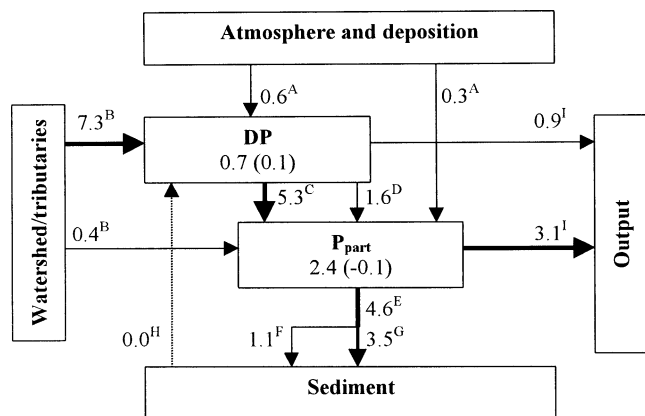 Atmosphere and deposition
0.6^A
0.3^A
7.3^B
DP
0.7 (0.1)
0.9^I
5.3^C
1.6^D
Watershed/tributaries
0.4^B
P_part
2.4 (-0.1)
3.1^I
Output
4.6^E
0.0^H
1.1^F
3.5^G
Sediment